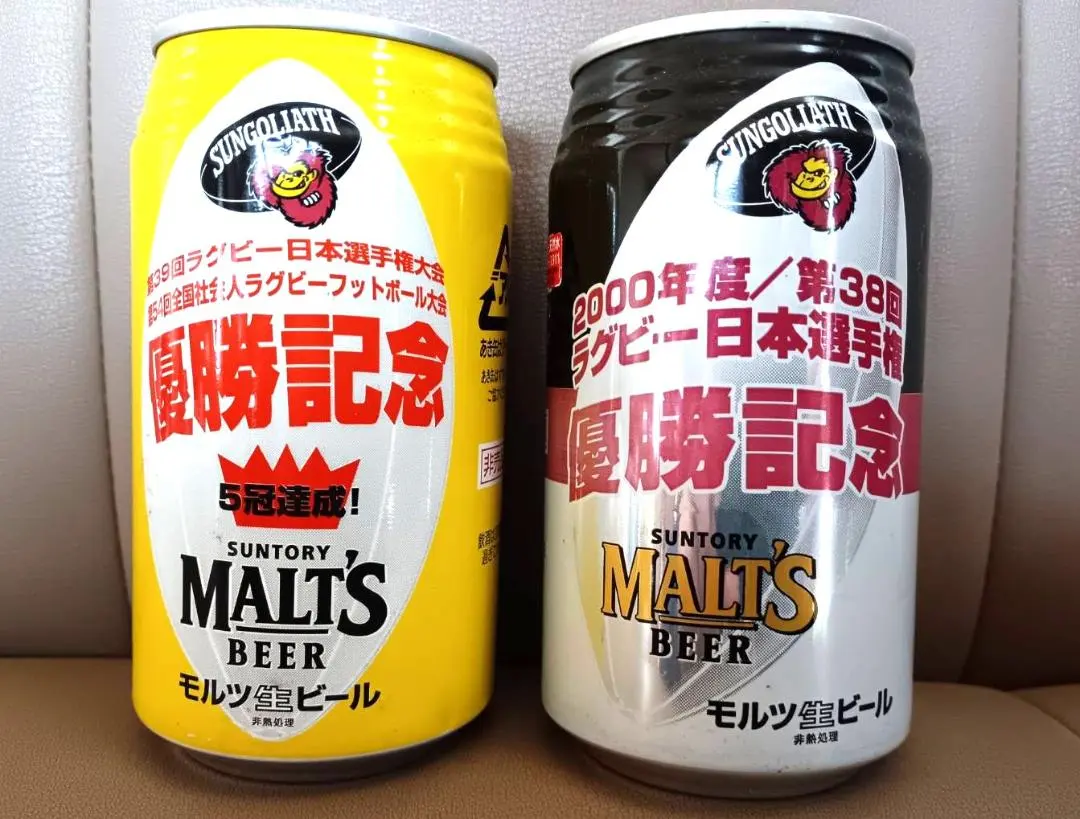 SUNGOLIATH
第39回ラグビー日本選手権大会
第54回全国社会人ラグビーフットボール大会
優勝記念
5冠達成!
SUNTORY
MALT'S
BEER
モルツ生ビール
非熱処理
SUNGOLIATH
2000年度/第38回
ラグビー日本選手権
優勝記念
SUNTORY
MALT'S
BEER
モルツ生ビール
非熱処理